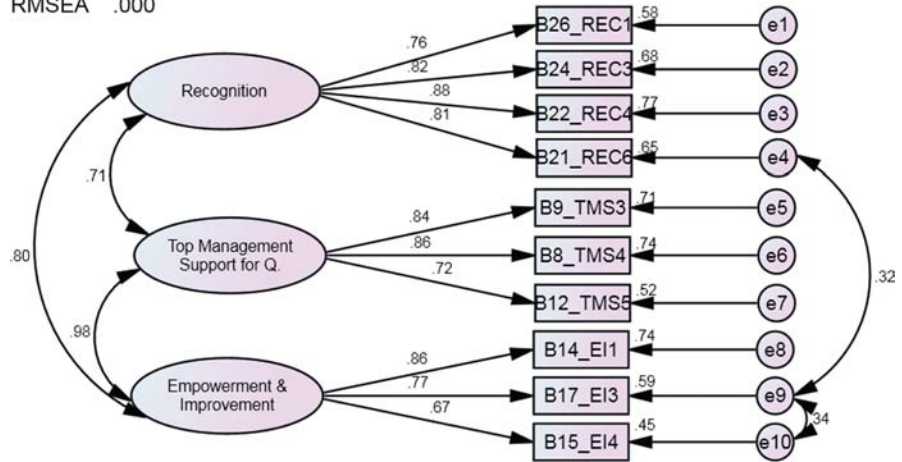 RMSEA .000
.58
B26_REC1
e1
.76
.68
.82
B24_REC3
e2
Recognition
.88
.77
B22_REC4
e3
.81
.65
B21_REC6
e4
.71
.71
B9_TMS3
e5
.84
Top Management
Support for Q.
.86
.74
B8_TMS4
e6
.80
.72
.52
B12_TMS5
e7
.32
.98
.74
B14_EI1
e8
.86
Empowerment &
Improvement
.77
.59
B17_EI3
e9
.67
.34
.45
B15_EI4
e10